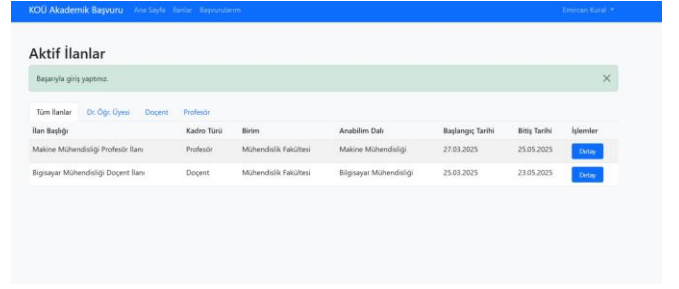 KOÜ Akademik Başvuru Ana Sayfa İlanlar Başvurularım Emircan Kural
Aktif İlanlar
Başarıyla giriş yaptınız.
Tüm İlanlar Dr. Öğr. Üyesi Doçent Profesör
İlan Başlığı Kadro Türü Birim Anabilim Dalı Başlangıç Tarihi Bitiş Tarihi İşlemler
Makine Mühendisliği Profesör İlanı Profesör Mühendislik Fakültesi Makine Mühendisliği 27.03.2025 25.05.2025 Detay
Bigisayar Mühendisliği Doçent İlanı Doçent Mühendislik Fakültesi Bilgisayar Mühendisliği 25.03.2025 23.05.2025 Detay